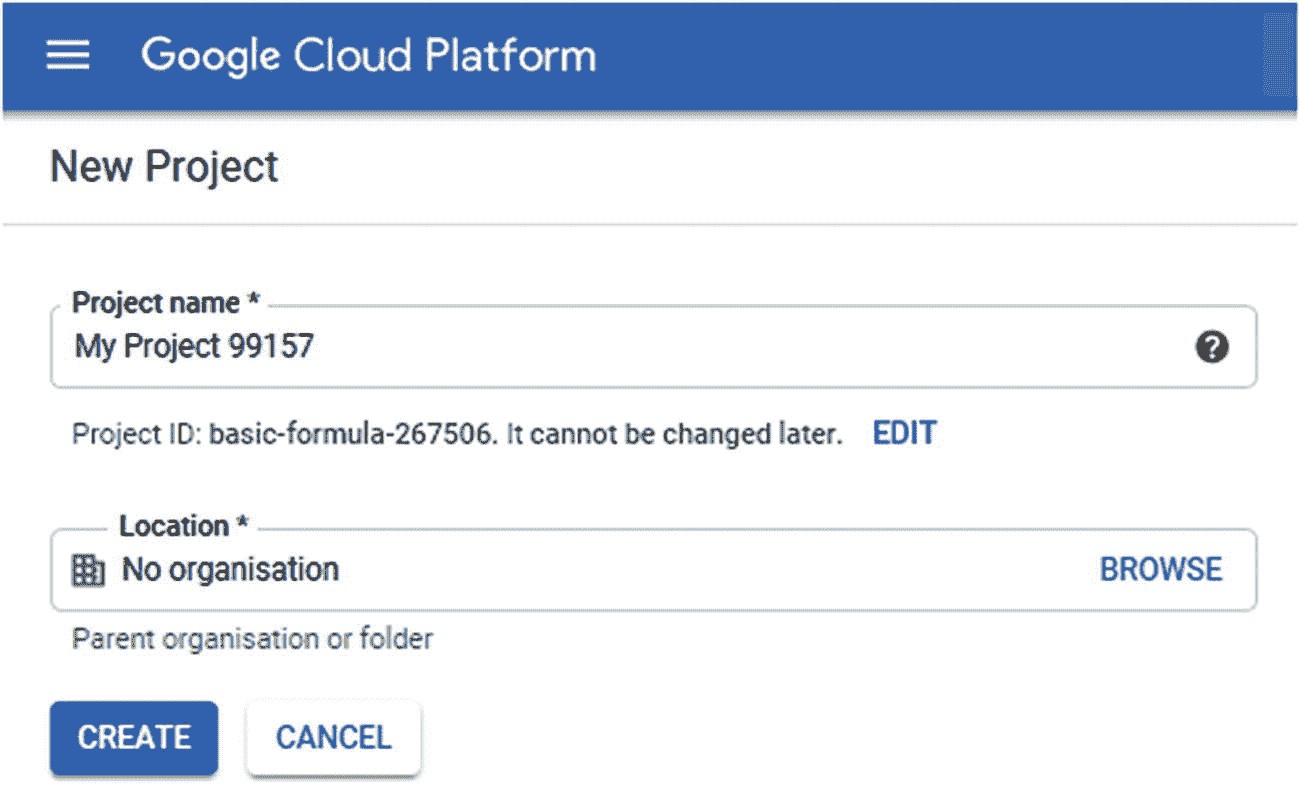 Google Cloud Platform
New Project
Project name *
My Project 99157
?
Project ID: basic-formula-267506. It cannot be changed later. EDIT
Location *
No organisation BROWSE
Parent organisation or folder
CREATE CANCEL